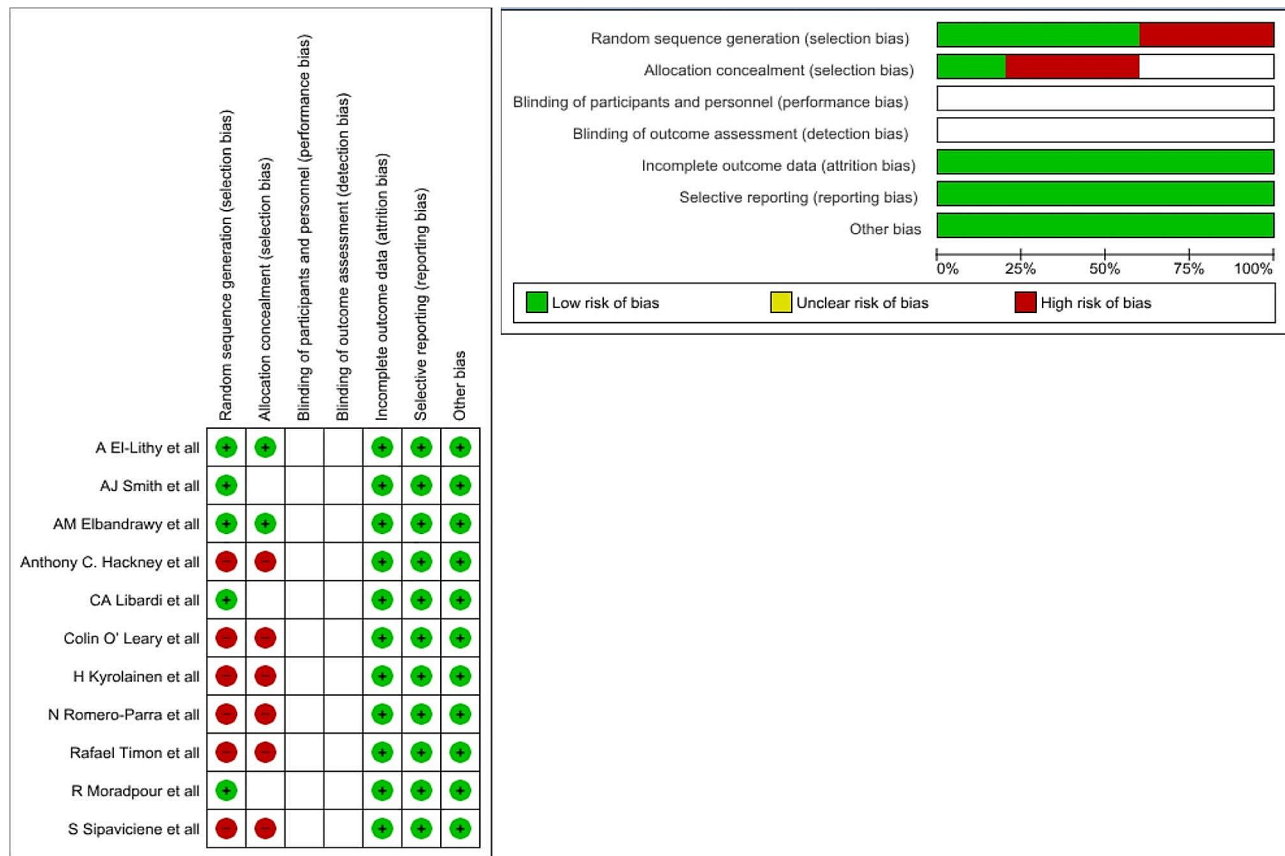 Random sequence generation (selection bias)
Allocation concealment (selection bias)
Blinding of participants and personnel (performance bias)
Blinding of outcome assessment (detection bias)
Incomplete outcome data (attrition bias)
Selective reporting (reporting bias)
Other bias
A El-Lithy et all
AJ Smith et all
AM Elbandrawy et all
Anthony C. Hackney et all
CA Libardi et all
Colin O' Leary et all
H Kyrolainen et all
N Romero-Parra et all
Rafael Timon et all
R Moradpour et all
S Sipaviciene et all
Random sequence generation (selection bias)
Allocation concealment (selection bias)
Blinding of participants and personnel (performance bias)
Blinding of outcome assessment (detection bias)
Incomplete outcome data (attrition bias)
Selective reporting (reporting bias)
Other bias
0% 25% 50% 75% 100%
Low risk of bias Unclear risk of bias High risk of bias